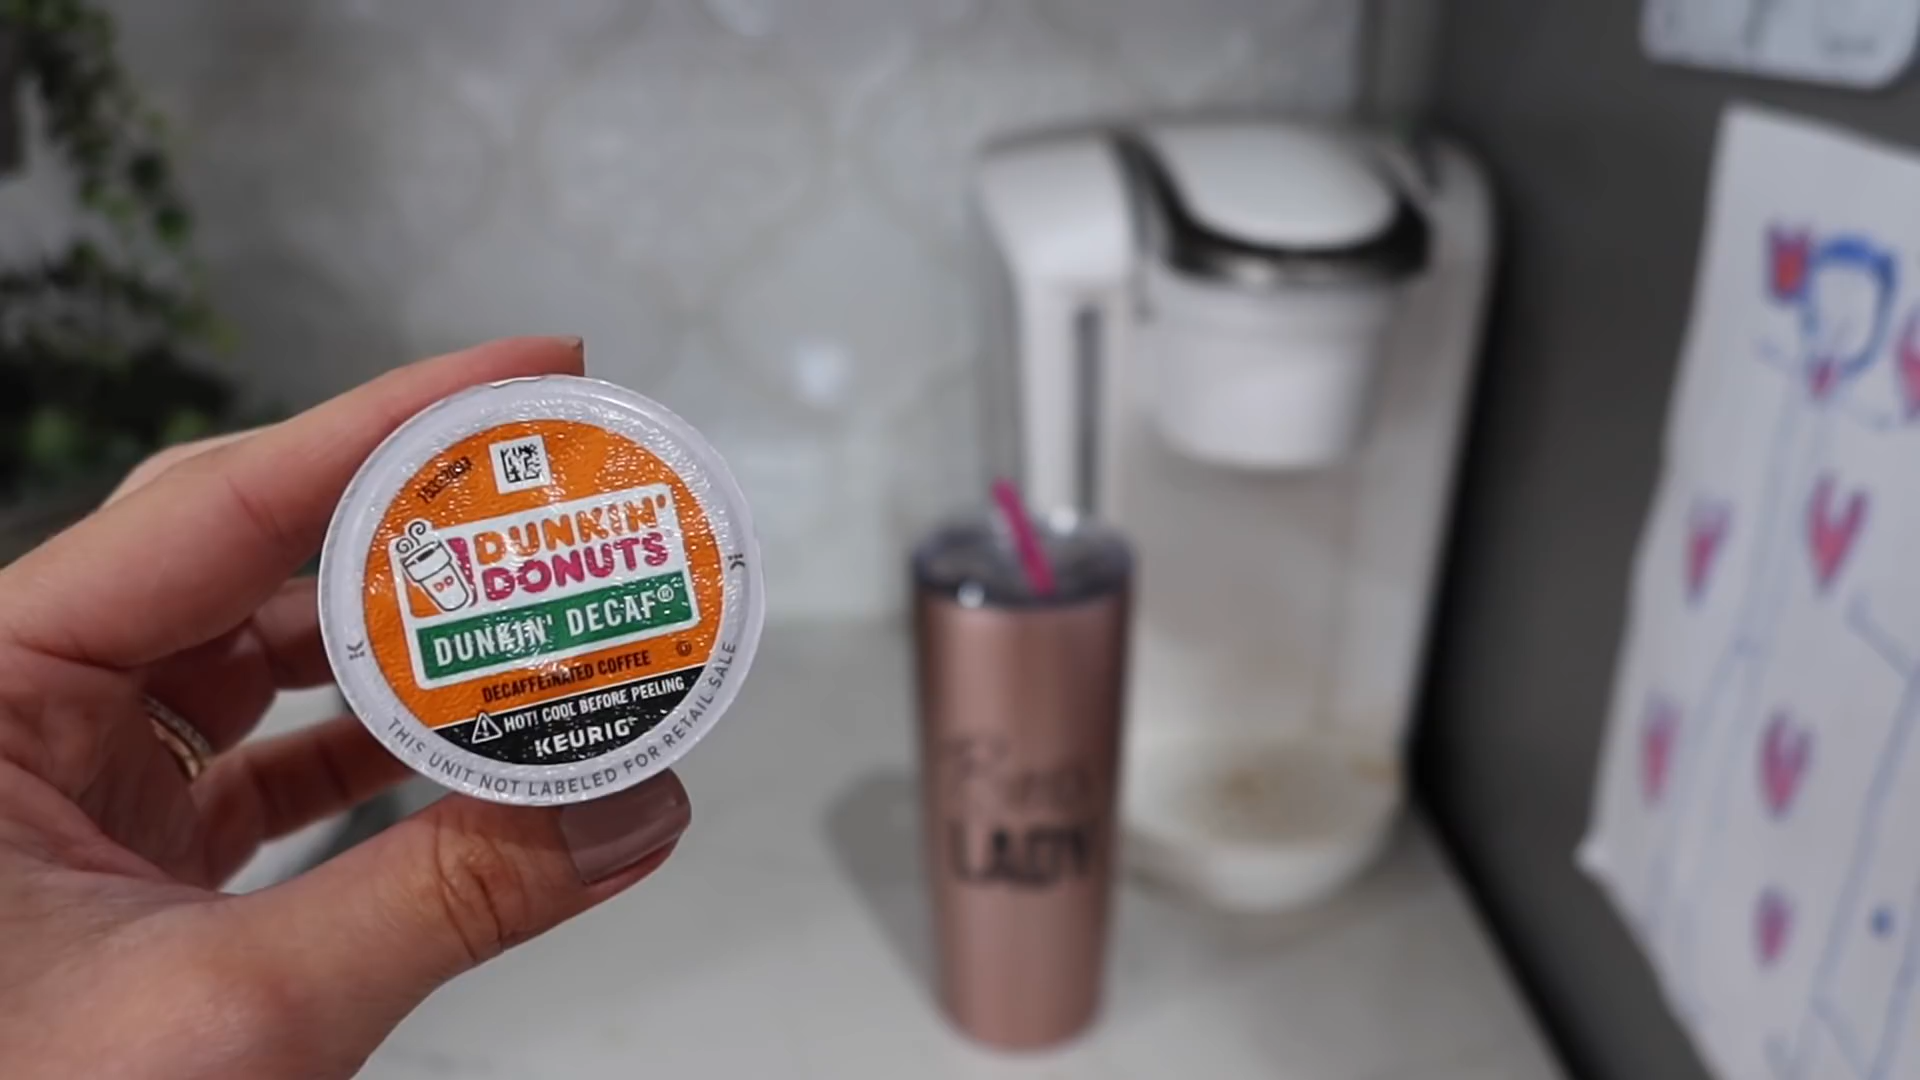 DUNKIN'
DONUTS
DD
DUNKIN' DECAF®
DECAFFEINATED COFFEE
HOT! COOL BEFORE PEELING
KEURIG
THIS UNIT NOT LABELED FOR RETAIL SALE
LADY